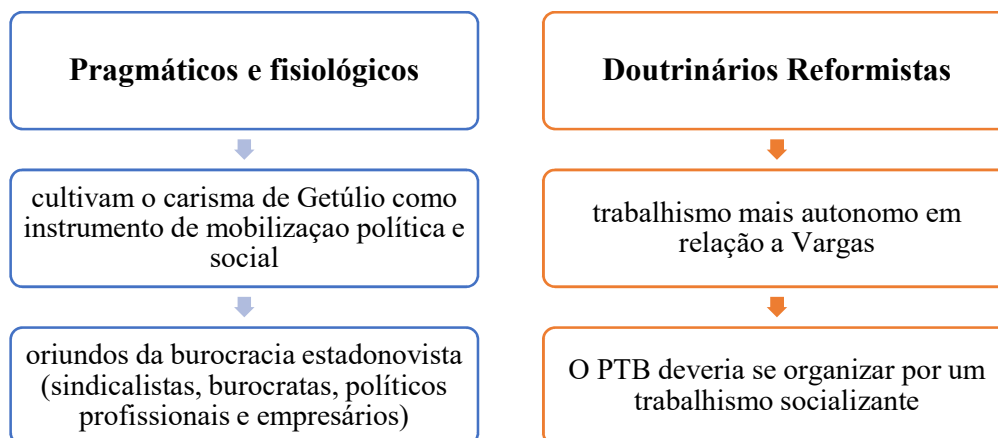 Pragmáticos e fisiológicos
cultivam o carisma de Getúlio como
instrumento de mobilizaçao política e
social
oriundos da burocracia estadonovista
(sindicalistas, burocratas, políticos
profissionais e empresários)
Doutrinários Reformistas
trabalhismo mais autonomo em
relação a Vargas
O PTB deveria se organizar por um
trabalhismo socializante